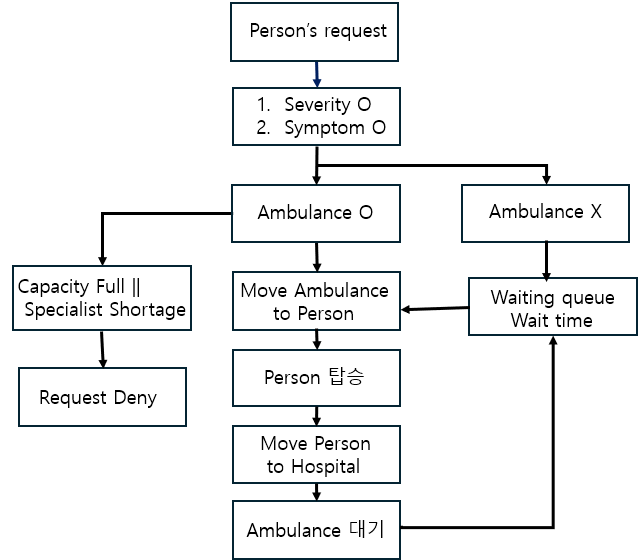 Person’s request
1. Severity O
2. Symptom O
Ambulance O
Ambulance X
Capacity Full ||
Specialist Shortage
Move Ambulance
to Person
Waiting queue
Wait time
Request Deny
Person 탑승
Move Person
to Hospital
Ambulance 대기